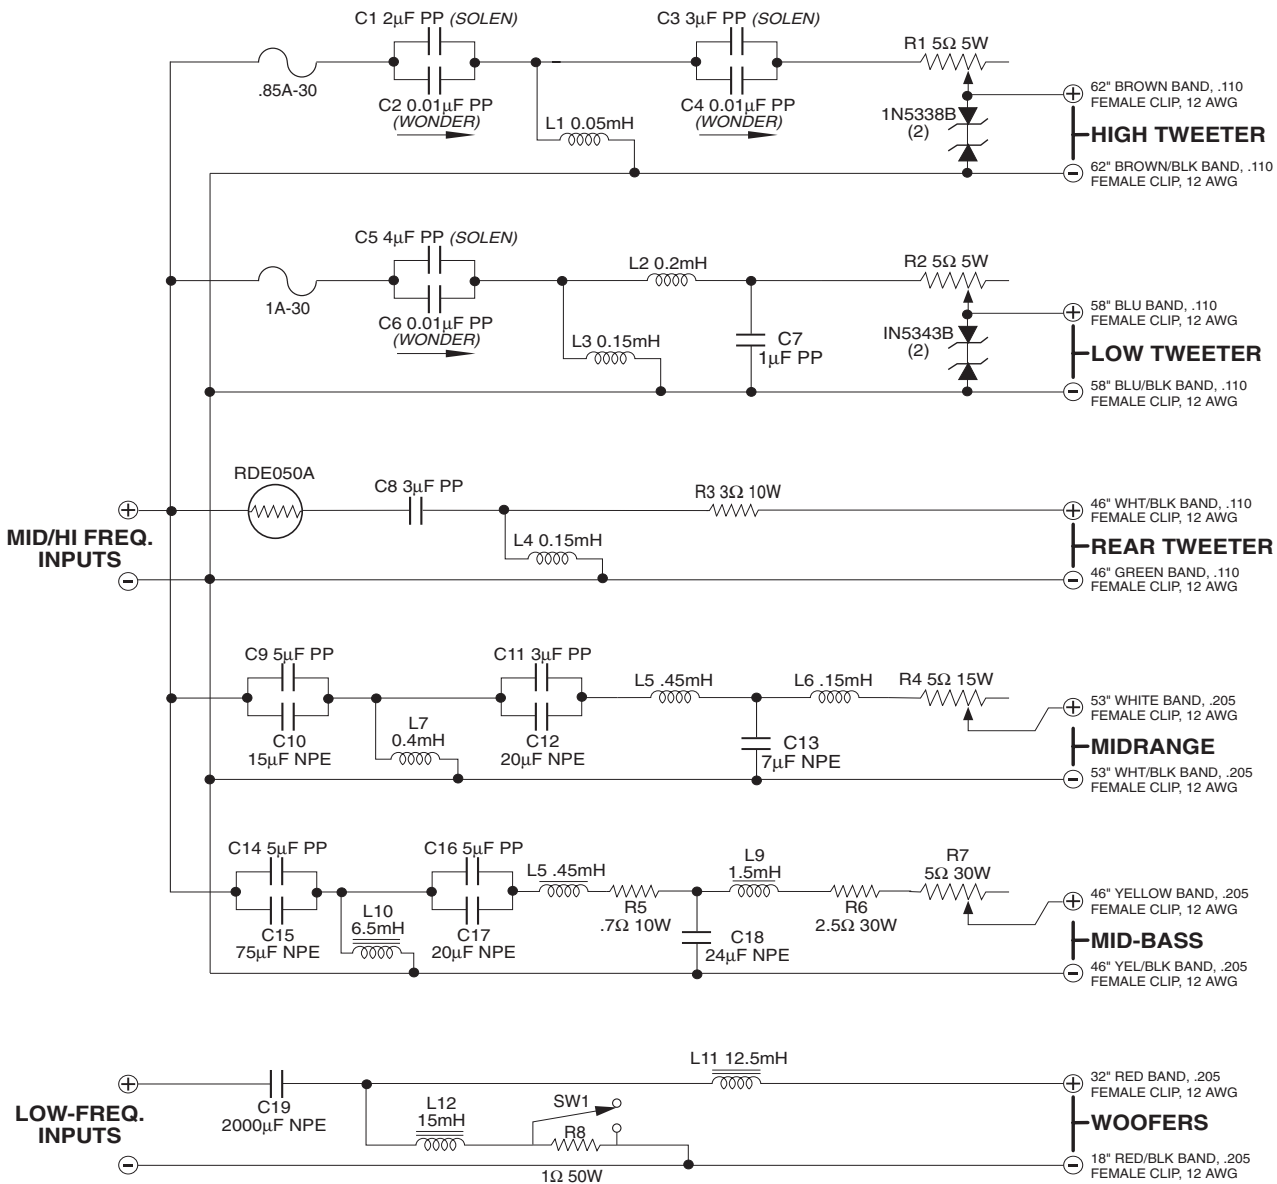 C1 2µF PP (SOLEN)
C3 3µF PP (SOLEN)
R1 5Ω 5W
.85A-30
C2 0.01µF PP
(WONDER)
L1 0.05mH
C4 0.01µF PP
(WONDER)
1N5338B
(2)
+
62" BROWN BAND, .110
FEMALE CLIP, 12 AWG
HIGH TWEETER
–
62" BROWN/BLK BAND, .110
FEMALE CLIP, 12 AWG
C5 4µF PP (SOLEN)
L2 0.2mH
R2 5Ω 5W
1A-30
C6 0.01µF PP
(WONDER)
L3 0.15mH
C7
1µF PP
IN5343B
(2)
+
58" BLU BAND, .110
FEMALE CLIP, 12 AWG
LOW TWEETER
–
58" BLU/BLK BAND, .110
FEMALE CLIP, 12 AWG
RDE050A
C8 3µF PP
R3 3Ω 10W
+
MID/HI FREQ.
INPUTS
–
L4 0.15mH
+
46" WHT/BLK BAND, .110
FEMALE CLIP, 12 AWG
REAR TWEETER
–
46" GREEN BAND, .110
FEMALE CLIP, 12 AWG
C9 5µF PP
C11 3µF PP
L5 .45mH
L6 .15mH
R4 5Ω 15W
C10
15µF NPE
L7
0.4mH
C12
20µF NPE
C13
7µF NPE
+
53" WHITE BAND, .205
FEMALE CLIP, 12 AWG
MIDRANGE
–
53" WHT/BLK BAND, .205
FEMALE CLIP, 12 AWG
C14 5µF PP
C16 5µF PP
L5 .45mH
L9
1.5mH
R7
5Ω 30W
C15
75µF NPE
L10
6.5mH
C17
20µF NPE
R5
.7Ω 10W
C18
24µF NPE
R6
2.5Ω 30W
+
46" YELLOW BAND, .205
FEMALE CLIP, 12 AWG
MID-BASS
–
46" YEL/BLK BAND, .205
FEMALE CLIP, 12 AWG
L11 12.5mH
+
LOW-FREQ.
INPUTS
–
C19
2000µF NPE
L12
15mH
SW1
R8
1Ω 50W
+
32" RED BAND, .205
FEMALE CLIP, 12 AWG
WOOFERS
–
18" RED/BLK BAND, .205
FEMALE CLIP, 12 AWG